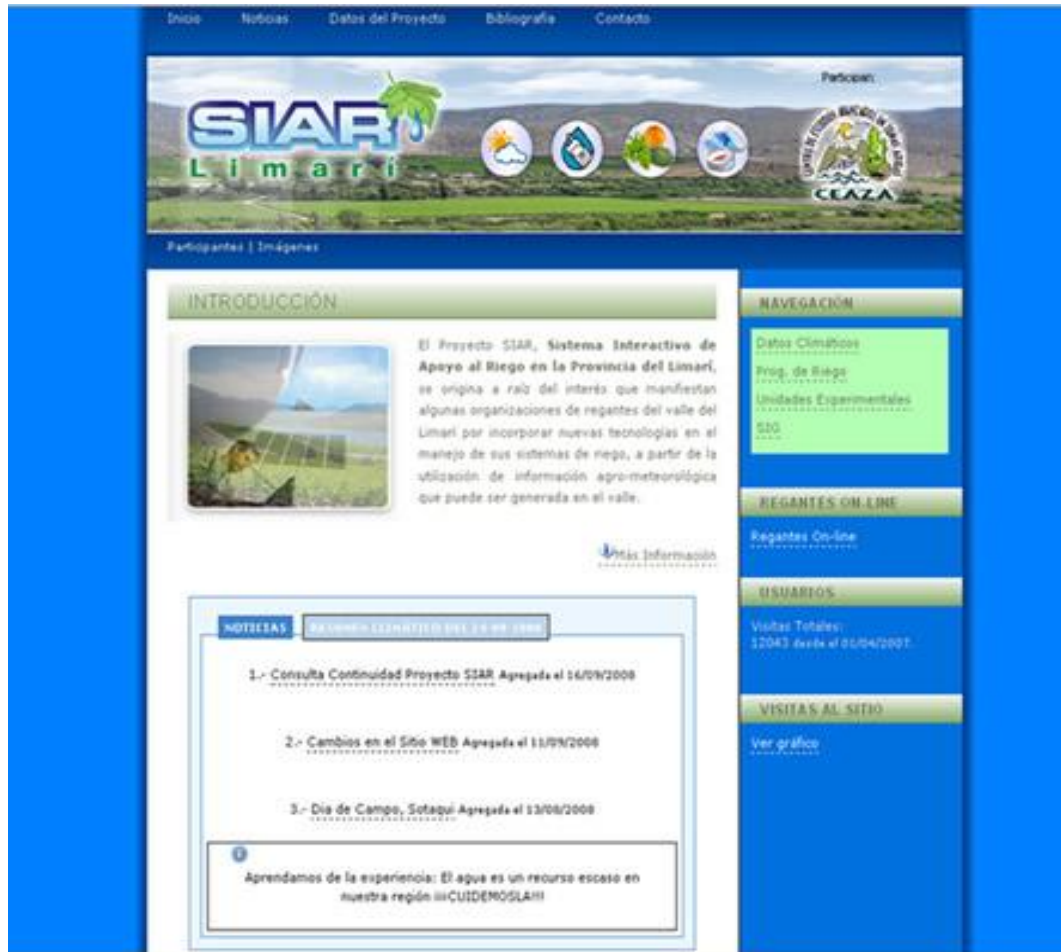 Inicio Noticias Datos del Proyecto Bibliografía Contacto
SIAR
Limarí
Participan:
CEAZA
Participantes | Imágenes
INTRODUCCIÓN
El Proyecto SIAR, Sistema Interactivo de
Apoyo al Riego en la Provincia del Limarí,
se origina a raíz del interés que manifiestan
algunas organizaciones de regantes del valle del
Limarí por incorporar nuevas tecnologías en el
manejo de sus sistemas de riego, a partir de la
utilización de información agro-meteorológica
que puede ser generada en el valle.
Más Información
NOTICIAS
RESUMEN CLIMÁTICO DEL
1.- Consulta Continuidad Proyecto SIAR Agregada el 16/09/2008
2.- Cambios en el Sitio WEB Agregada el 11/09/2008
3.- Dia de Campo, Sotaqui Agregada el 13/08/2008
Aprendamos de la experiencia: El agua es un recurso escaso en
nuestra región ¡¡¡CUIDEMOSLA!!!
NAVEGACIÓN
Datos Climáticos
Prog. de Riego
Unidades Experimentales
SIG
REGANTES ON-LINE
Regantes On-line
USUARIOS
Visitas Totales:
12043 desde el 01/04/2007.
VISITAS AL SITIO
Ver gráfico